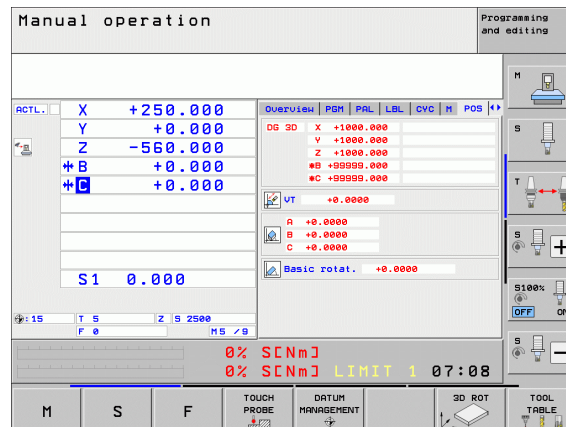 Manual operation
Programming
and editing
ACTL.
X +250.000
Y +0.000
Z -560.000
B +0.000
C +0.000
S1 0.000
:15 T 5 Z S 2500
F 0 M5 / 9
Overview PGM PAL LBL CYC M POS
DG 3D X +1000.000
Y +1000.000
Z +1000.000
*B +99999.000
*C +99999.000
VT +0.0000
A +0.0000
B +0.0000
C +0.0000
Basic rotat. +0.0000
0% S[Nm]
0% S[Nm] LIMIT 1 07:08
M
S
T
S
S100%
OFF ON
S
M
S
F
TOUCH
PROBE
DATUM
MANAGEMENT
3D ROT
TOOL
TABLE